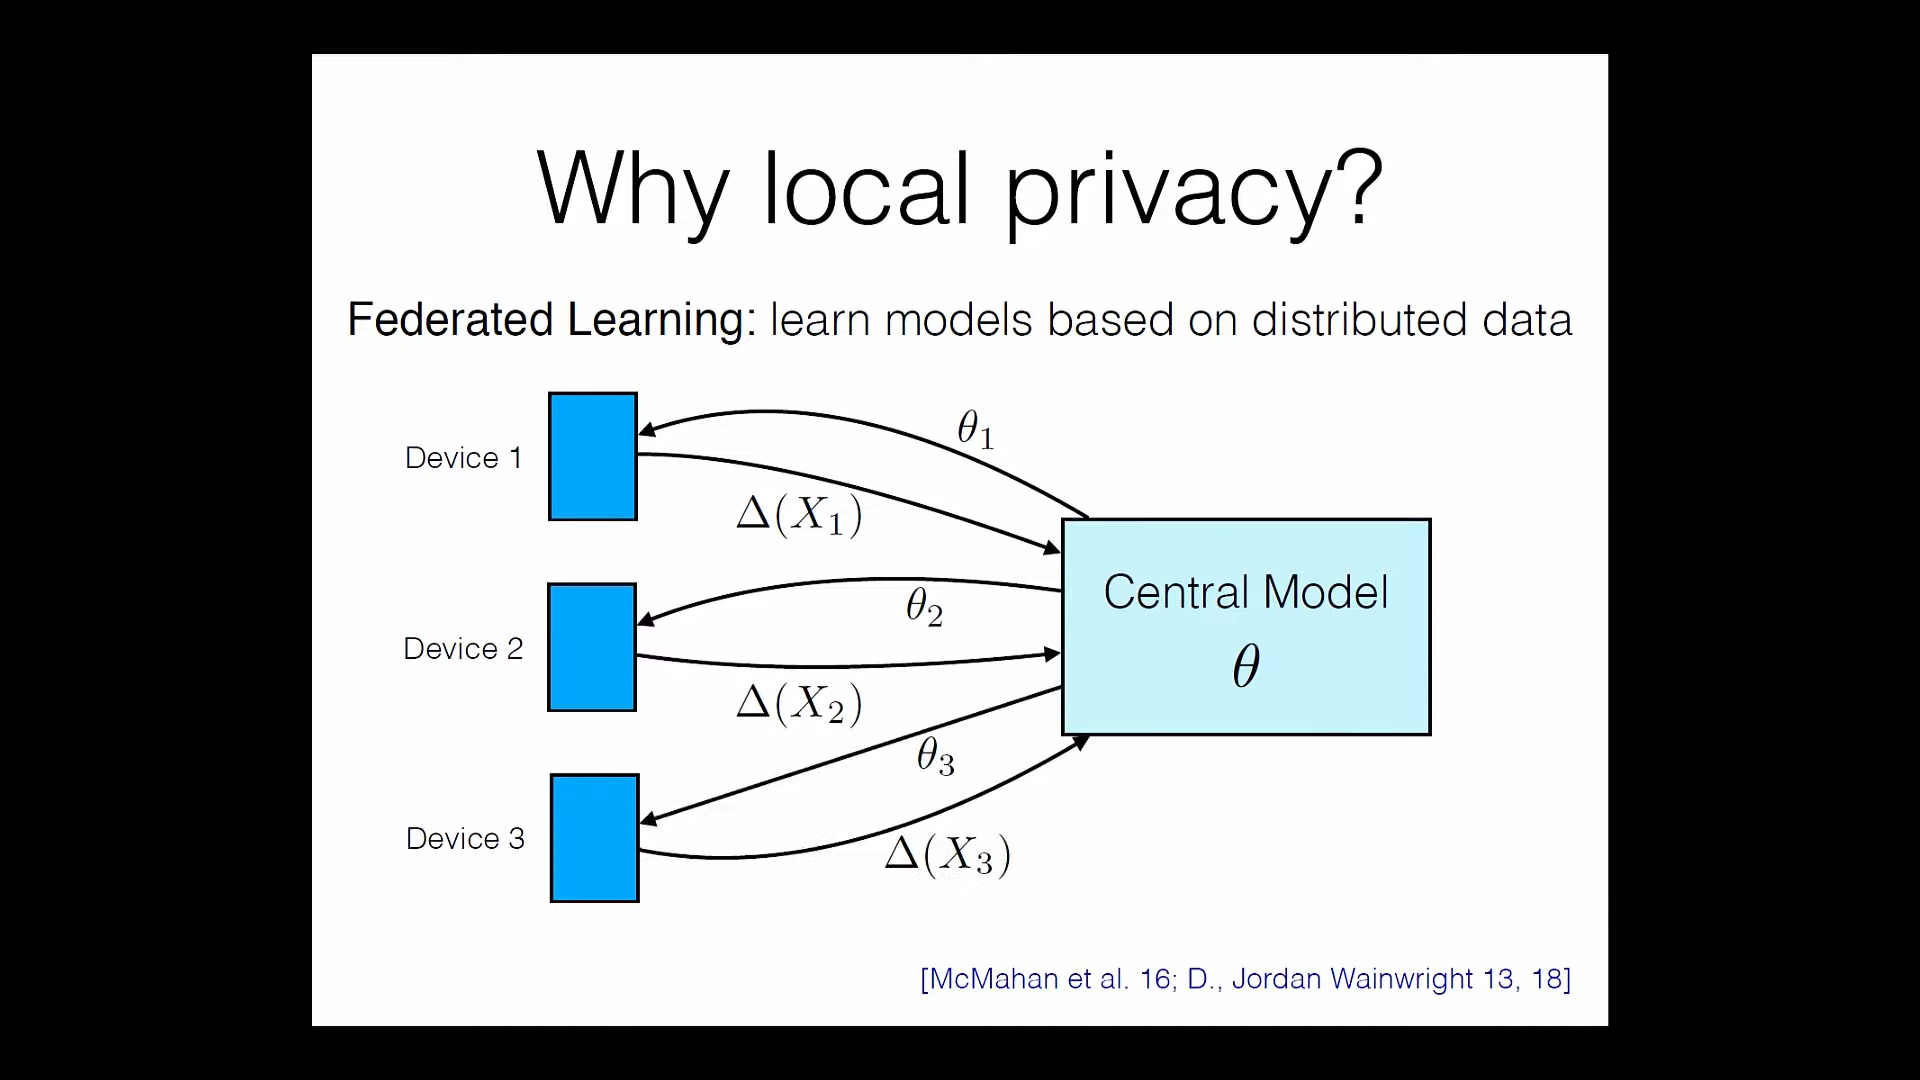 Why local privacy?
Federated Learning: learn models based on distributed data
θ₁
Device 1
Δ(X₁)
Central Model
θ₂
Device 2
θ
Δ(X₂)
θ₃
Device 3
Δ(X₃)
[McMahan et al. 16; D., Jordan Wainwright 13, 18]